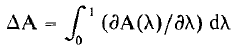 ΔA = ∫₀¹ (∂A(λ)/∂λ) dλ